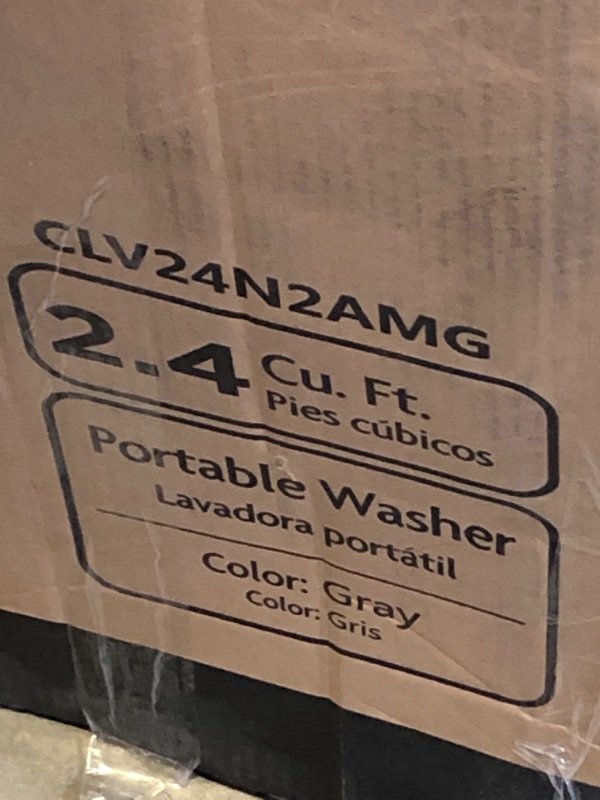 CLV24N2AMG
2.4 Cu. Ft.
Pies cúbicos
Portable Washer
Lavadora portátil
Color: Gray
Color: Gris